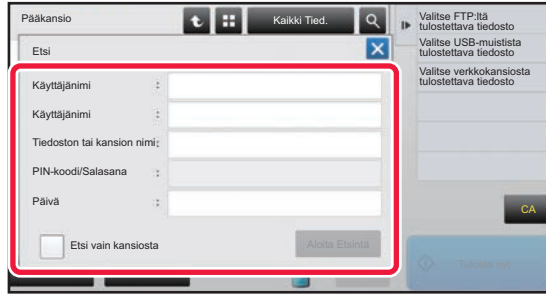 Pääkansio
Kaikki Tied.
Valitse FTP:ltä
tulostettava tiedosto
Etsi
Valitse USB-muistista
tulostettava tiedosto
Käyttäjänimi :
Valitse verkkokansiosta
tulostettava tiedosto
Käyttäjänimi :
Tiedoston tai kansion nimi:
PIN-koodi/Salasana :
Päivä :
CA
Etsi vain kansiosta
Aloita Etsintä